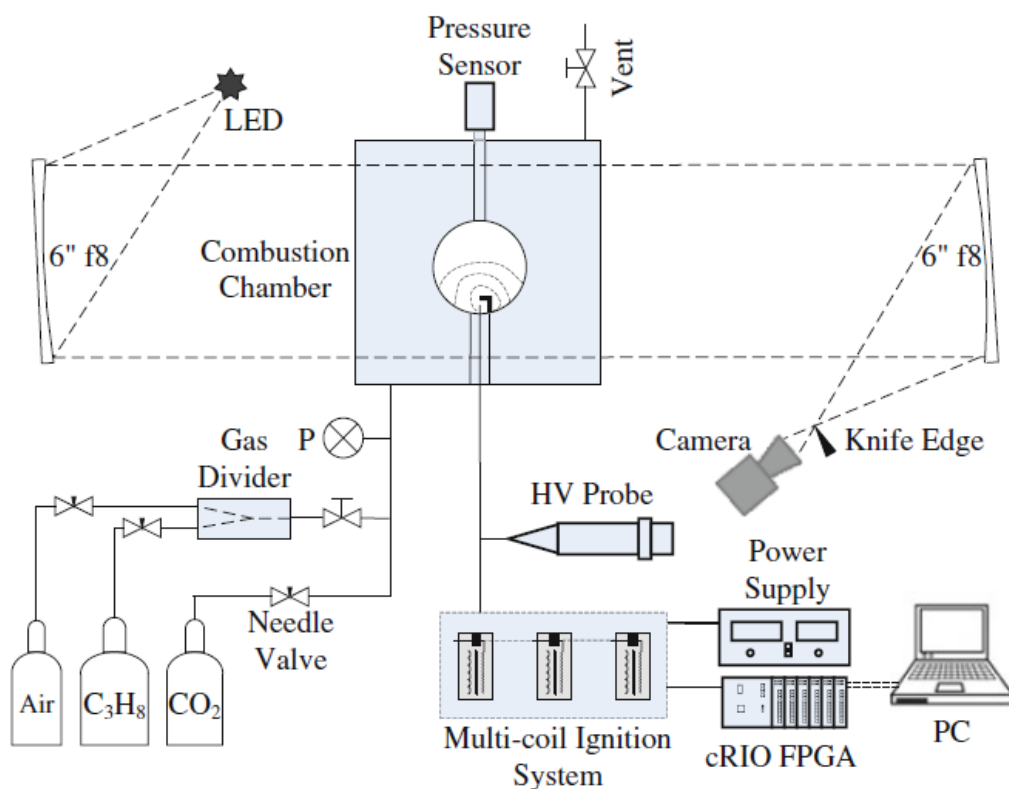 Pressure
Sensor
Vent
LED
6" f8
Combustion
Chamber
6" f8
Gas
Divider
P
Camera
Knife Edge
HV Probe
Power
Supply
Needle
Valve
Air
C₃H₈
CO₂
Multi-coil Ignition
System
cRIO FPGA
PC